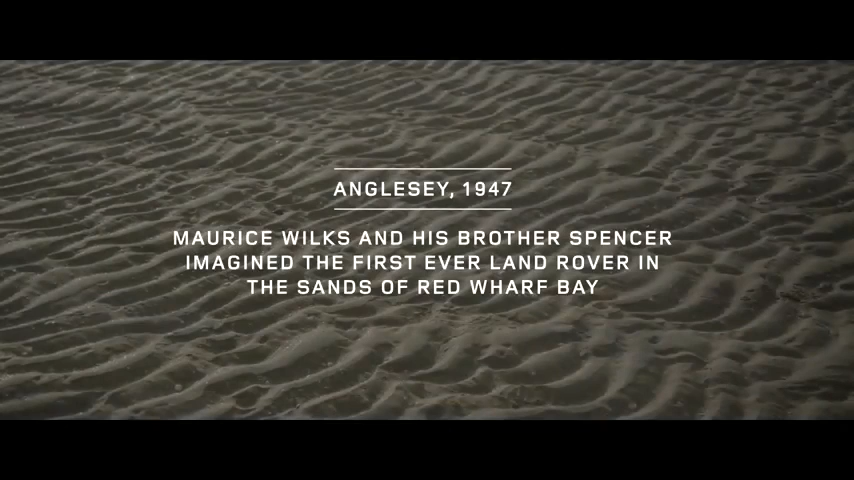 ANGLESEY, 1947
MAURICE WILKS AND HIS BROTHER SPENCER
IMAGINED THE FIRST EVER LAND ROVER IN
THE SANDS OF RED WHARF BAY